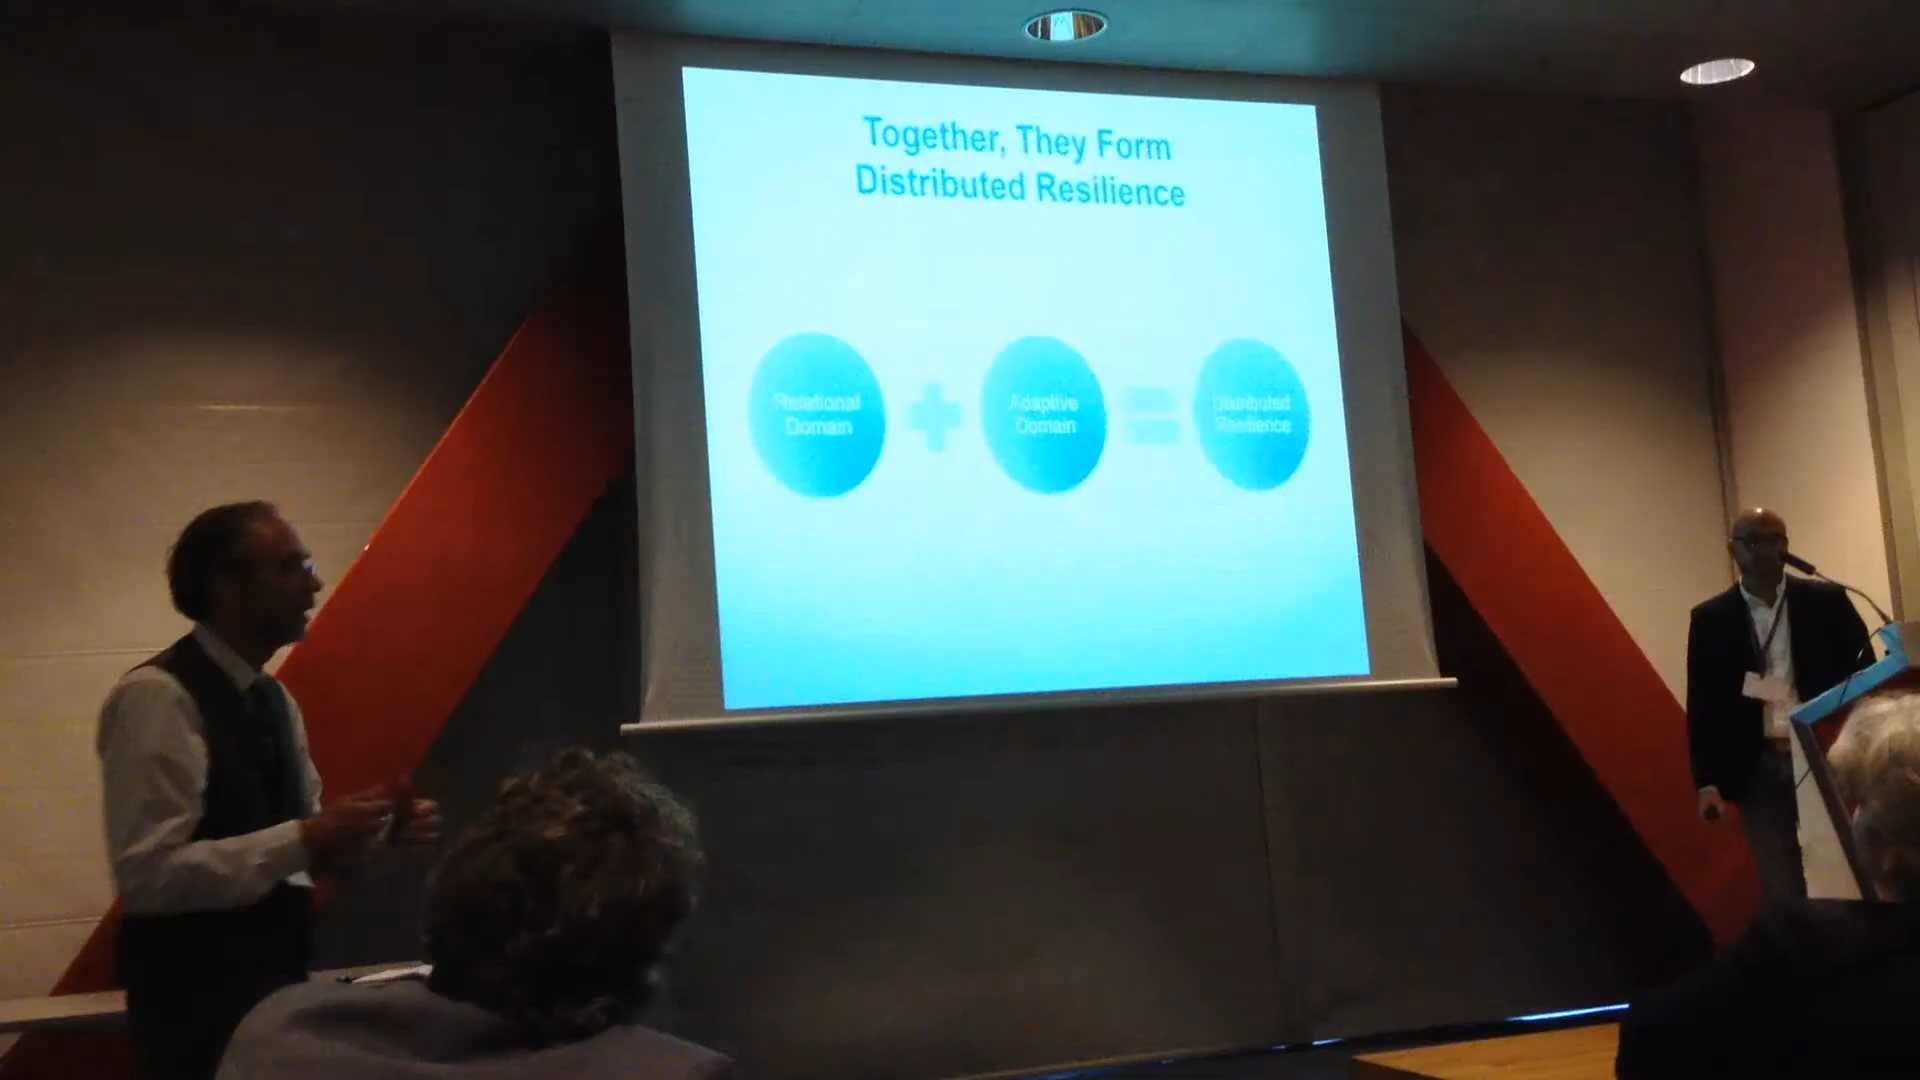 Together, They Form
Distributed Resilience
Relational
Domain
Adaptive
Domain
Distributed
Resilience